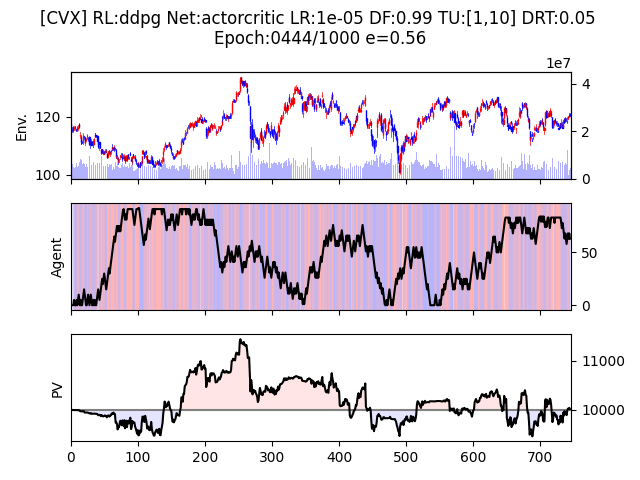 [CVX] RL:ddpg Net:actorcritic LR:1e-05 DF:0.99 TU:[1,10] DRT:0.05
Epoch:0444/1000 e=0.56
1e7
Env.
120
100
4
2
0
Agent
50
0
PV
11000
10000
0 100 200 300 400 500 600 700